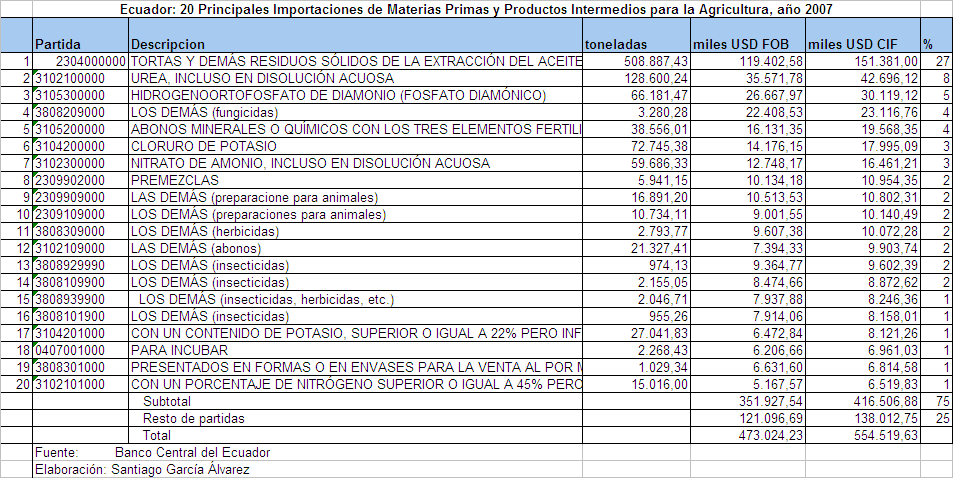 Ecuador: 20 Principales Importaciones de Materias Primas y Productos Intermedios para la Agricultura, año 2007
Partida Descripcion toneladas miles USD FOB miles USD CIF %
1 2304000000 TORTAS Y DEMÁS RESIDUOS SÓLIDOS DE LA EXTRACCIÓN DEL ACEITE 508.887,43 119.402,58 151.381,00 27
2 3102100000 UREA, INCLUSO EN DISOLUCIÓN ACUOSA 128.600,24 35.571,78 42.696,12 8
3 3105300000 HIDROGENOORTOFOSFATO DE DIAMONIO (FOSFATO DIAMÓNICO) 66.181,47 26.667,97 30.119,12 5
4 3808209000 LOS DEMÁS (fungicidas) 3.280,28 22.408,53 23.116,76 4
5 3105200000 ABONOS MINERALES O QUÍMICOS CON LOS TRES ELEMENTOS FERTILI 38.556,01 16.131,35 19.568,35 4
6 3104200000 CLORURO DE POTASIO 72.745,38 14.176,15 17.995,09 3
7 3102300000 NITRATO DE AMONIO, INCLUSO EN DISOLUCIÓN ACUOSA 59.686,33 12.748,17 16.461,21 3
8 2309902000 PREMEZCLAS 5.941,15 10.134,18 10.954,35 2
9 2309909000 LAS DEMÁS (preparacione para animales) 16.891,20 10.513,53 10.802,31 2
10 2309109000 LOS DEMÁS (preparaciones para animales) 10.734,11 9.001,55 10.140,49 2
11 3808309000 LOS DEMÁS (herbicidas) 2.793,77 9.607,38 10.072,28 2
12 3102109000 LAS DEMÁS (abonos) 21.327,41 7.394,33 9.903,74 2
13 3808929990 LOS DEMÁS (insecticidas) 974,13 9.364,77 9.602,39 2
14 3808109900 LOS DEMÁS (insecticidas) 2.155,05 8.474,66 8.872,62 2
15 3808939900 LOS DEMÁS (insecticidas, herbicidas, etc.) 2.046,71 7.937,88 8.246,36 1
16 3808101900 LOS DEMÁS (insecticidas) 955,26 7.914,06 8.158,01 1
17 3104201000 CON UN CONTENIDO DE POTASIO, SUPERIOR O IGUAL A 22% PERO INF 27.041,83 6.472,84 8.121,26 1
18 0407001000 PARA INCUBAR 2.268,43 6.206,66 6.961,03 1
19 3808301000 PRESENTADOS EN FORMAS O EN ENVASES PARA LA VENTA AL POR M 1.029,34 6.631,60 6.814,58 1
20 3102101000 CON UN PORCENTAJE DE NITRÓGENO SUPERIOR O IGUAL A 45% PERO 15.016,00 5.167,57 6.519,83 1
Subtotal 351.927,54 416.506,88 75
Resto de partidas 121.096,69 138.012,75 25
Total 473.024,23 554.519,63
Fuente: Banco Central del Ecuador
Elaboración: Santiago García Álvarez